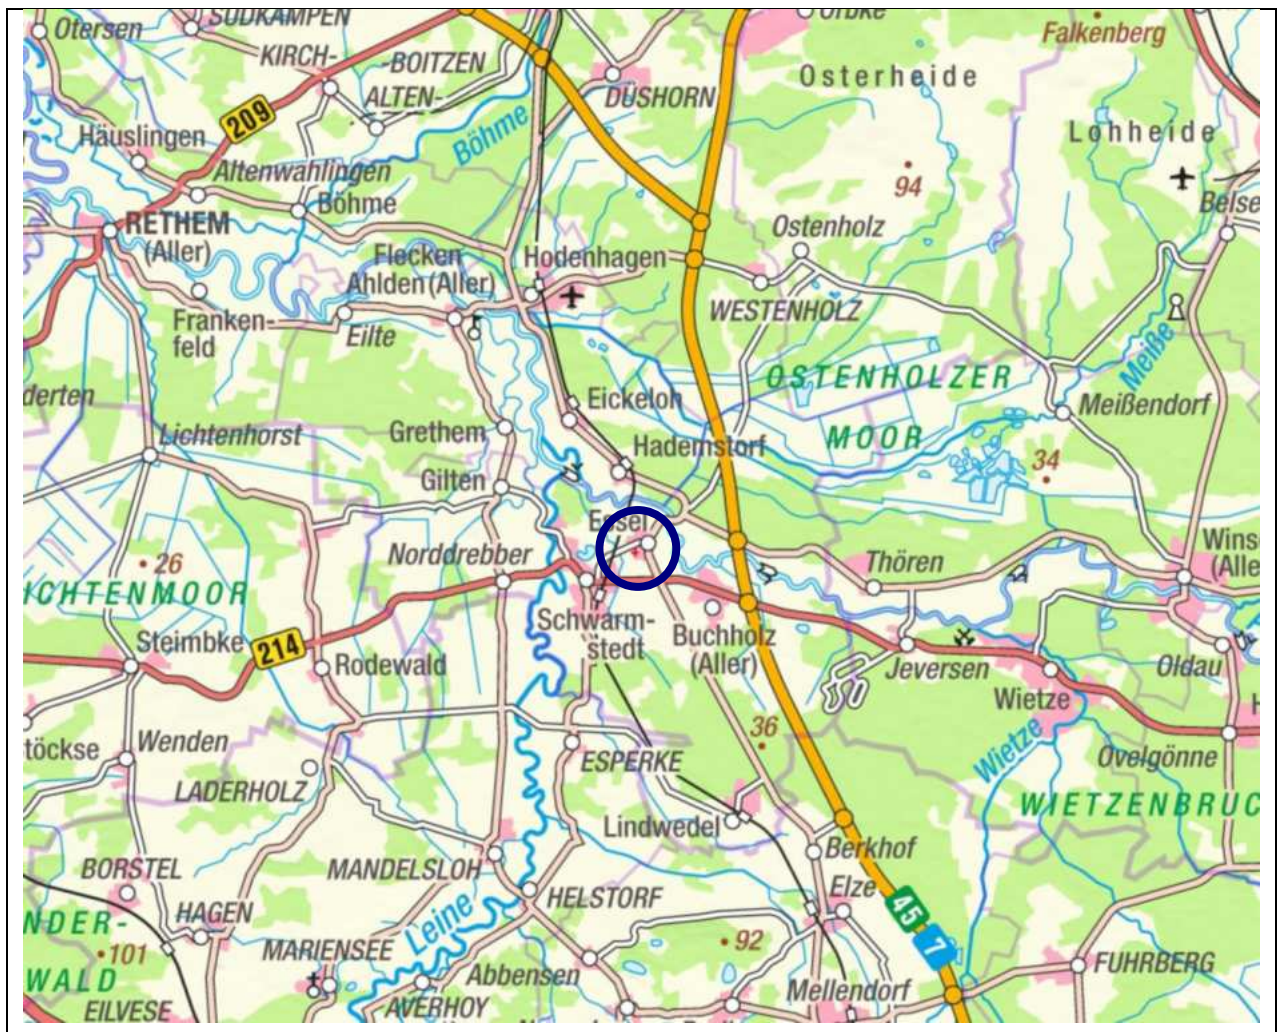 Otersen
SÜDKAMPEN
KIRCH-
-BOITZEN
ALTEN-
DÜSHORN
Falkenberg
Osterheide
Lohheide
209
Böhme
Häuslingen
Altenwahlingen
94
Böhme
RETHEM
(Aller)
Belse
Ostenholz
Flecken
Ahlden (Aller)
Hodenhagen
WESTENHOLZ
Franken-
feld
Eilte
Meiße
OSTENHOLZER
MOOR
derten
Eickeloh
Meißendorf
Lichtenhorst
Grethem
Hademstorf
34
Gilten
Essel
Norddrebber
26
Thören
Wins
(Alle
ICHTENMOOR
Schwarm-
stedt
Buchholz
(Aller)
Steimbke
214
Rodewald
Jeversen
Oldau
Wietze
H
töckse
Wenden
36
ESPERKE
Wietze
Ovelgönne
LADERHOLZ
WIETZENBRUC
Lindwedel
BORSTEL
MANDELSLOH
Berkhof
HELSTORF
Elze
HAGEN
45
NDER-
Leine
MARIENSEE
92
7
101
WALD
Abbensen
FUHRBERG
Mellendorf
EILVESE
AVERHOY